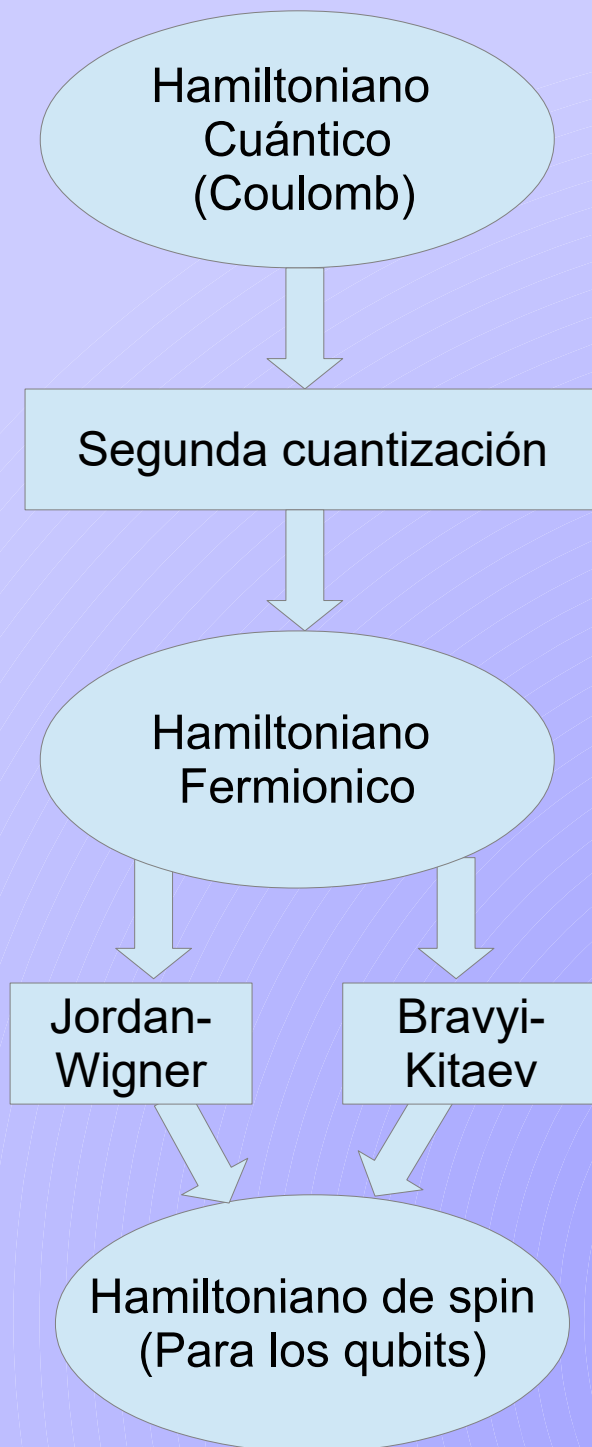 Hamiltoniano
Cuántico
(Coulomb)
Segunda cuantización
Hamiltoniano
Fermionico
Jordan-
Wigner
Bravyi-
Kitaev
Hamiltoniano de spin
(Para los qubits)